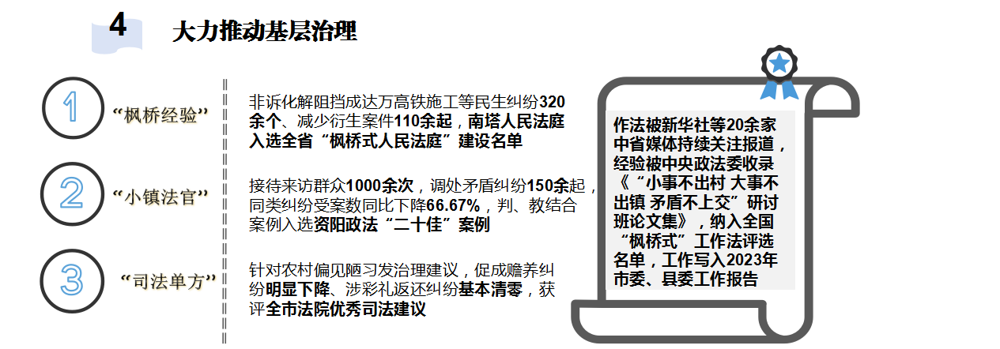 4
大力推动基层治理
1
“枫桥经验”
非诉化解阻挡成达万高铁施工等民生纠纷320
余个、减少衍生案件110余起，南塔人民法庭
入选全省“枫桥式人民法庭”建设名单
2
“小镇法官”
接待来访群众1000余次，调处矛盾纠纷150余起，
同类纠纷受案数同比下降66.67%，判、教结合
案例入选资阳政法“二十佳”案例
3
“司法单方”
针对农村偏见陋习发治理建议，促成赡养纠
纷明显下降、涉彩礼返还纠纷基本清零，获
评全市法院优秀司法建议
作法被新华社等20余家
中省媒体持续关注报道，
经验被中央政法委收录
《“小事不出村 大事不
出镇 矛盾不上交”研讨
班论文集》，纳入全国
“枫桥式”工作法评选
名单，工作写入2023年
市委、县委工作报告